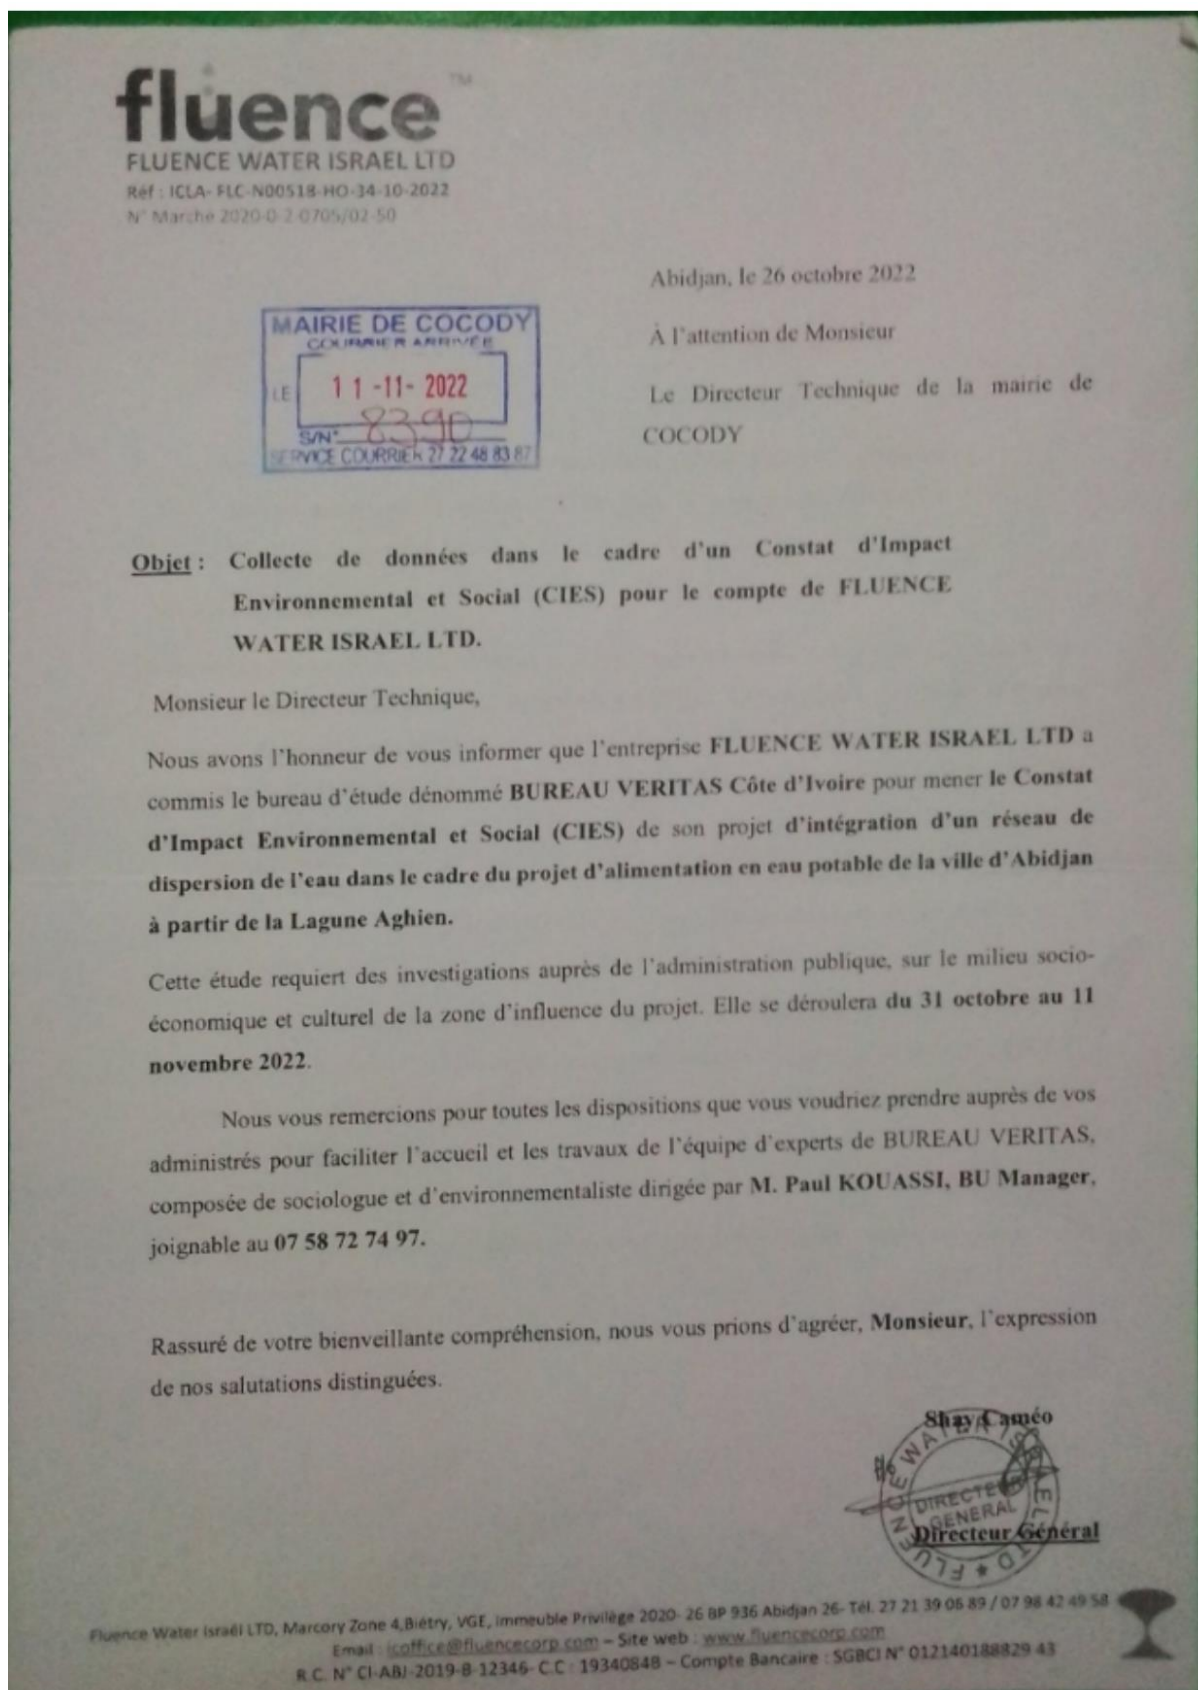 fluence™
FLUENCE WATER ISRAEL LTD
Réf : ICLA- FLC-N00518-HO-34-10-2022
N° Marché 2020-0-2-0705/02-50
Abidjan, le 26 octobre 2022
À l'attention de Monsieur
Le Directeur Technique de la mairie de
COCODY
MAIRIE DE COCODY
COURRIER ARRIVÉE
LE 11-11-2022
S/N° 8390
SERVICE COURRIER 27 22 48 83 87
Objet : Collecte de données dans le cadre d'un Constat d'Impact
Environnemental et Social (CIES) pour le compte de FLUENCE
WATER ISRAEL LTD.
Monsieur le Directeur Technique,
Nous avons l'honneur de vous informer que l'entreprise FLUENCE WATER ISRAEL LTD a
commis le bureau d'étude dénommé BUREAU VERITAS Côte d'Ivoire pour mener le Constat
d'Impact Environnemental et Social (CIES) de son projet d'intégration d'un réseau de
dispersion de l'eau dans le cadre du projet d'alimentation en eau potable de la ville d'Abidjan
à partir de la Lagune Aghien.
Cette étude requiert des investigations auprès de l'administration publique, sur le milieu socio-
économique et culturel de la zone d'influence du projet. Elle se déroulera du 31 octobre au 11
novembre 2022.
Nous vous remercions pour toutes les dispositions que vous voudriez prendre auprès de vos
administrés pour faciliter l'accueil et les travaux de l'équipe d'experts de BUREAU VERITAS,
composée de sociologue et d'environnementaliste dirigée par M. Paul KOUASSI, BU Manager,
joignable au 07 58 72 74 97.
Rassuré de votre bienveillante compréhension, nous vous prions d'agréer, Monsieur, l'expression
de nos salutations distinguées.
Shay Caméo
FLUENCE WATER ISRAEL LTD
DIRECTEUR
GENERAL
Directeur Général
Fluence Water Israël LTD, Marcory Zone 4,Biétry, VGE, Immeuble Privilège 2020- 26 BP 936 Abidjan 26- Tél. 27 21 39 06 89 / 07 98 42 49 58
Email : icoffice@fluencecorp.com – Site web : www.fluencecorp.com
R.C. N° CI-ABJ-2019-B-12346- C.C : 1934084B – Compte Bancaire : SGBCI N° 012140188829 43